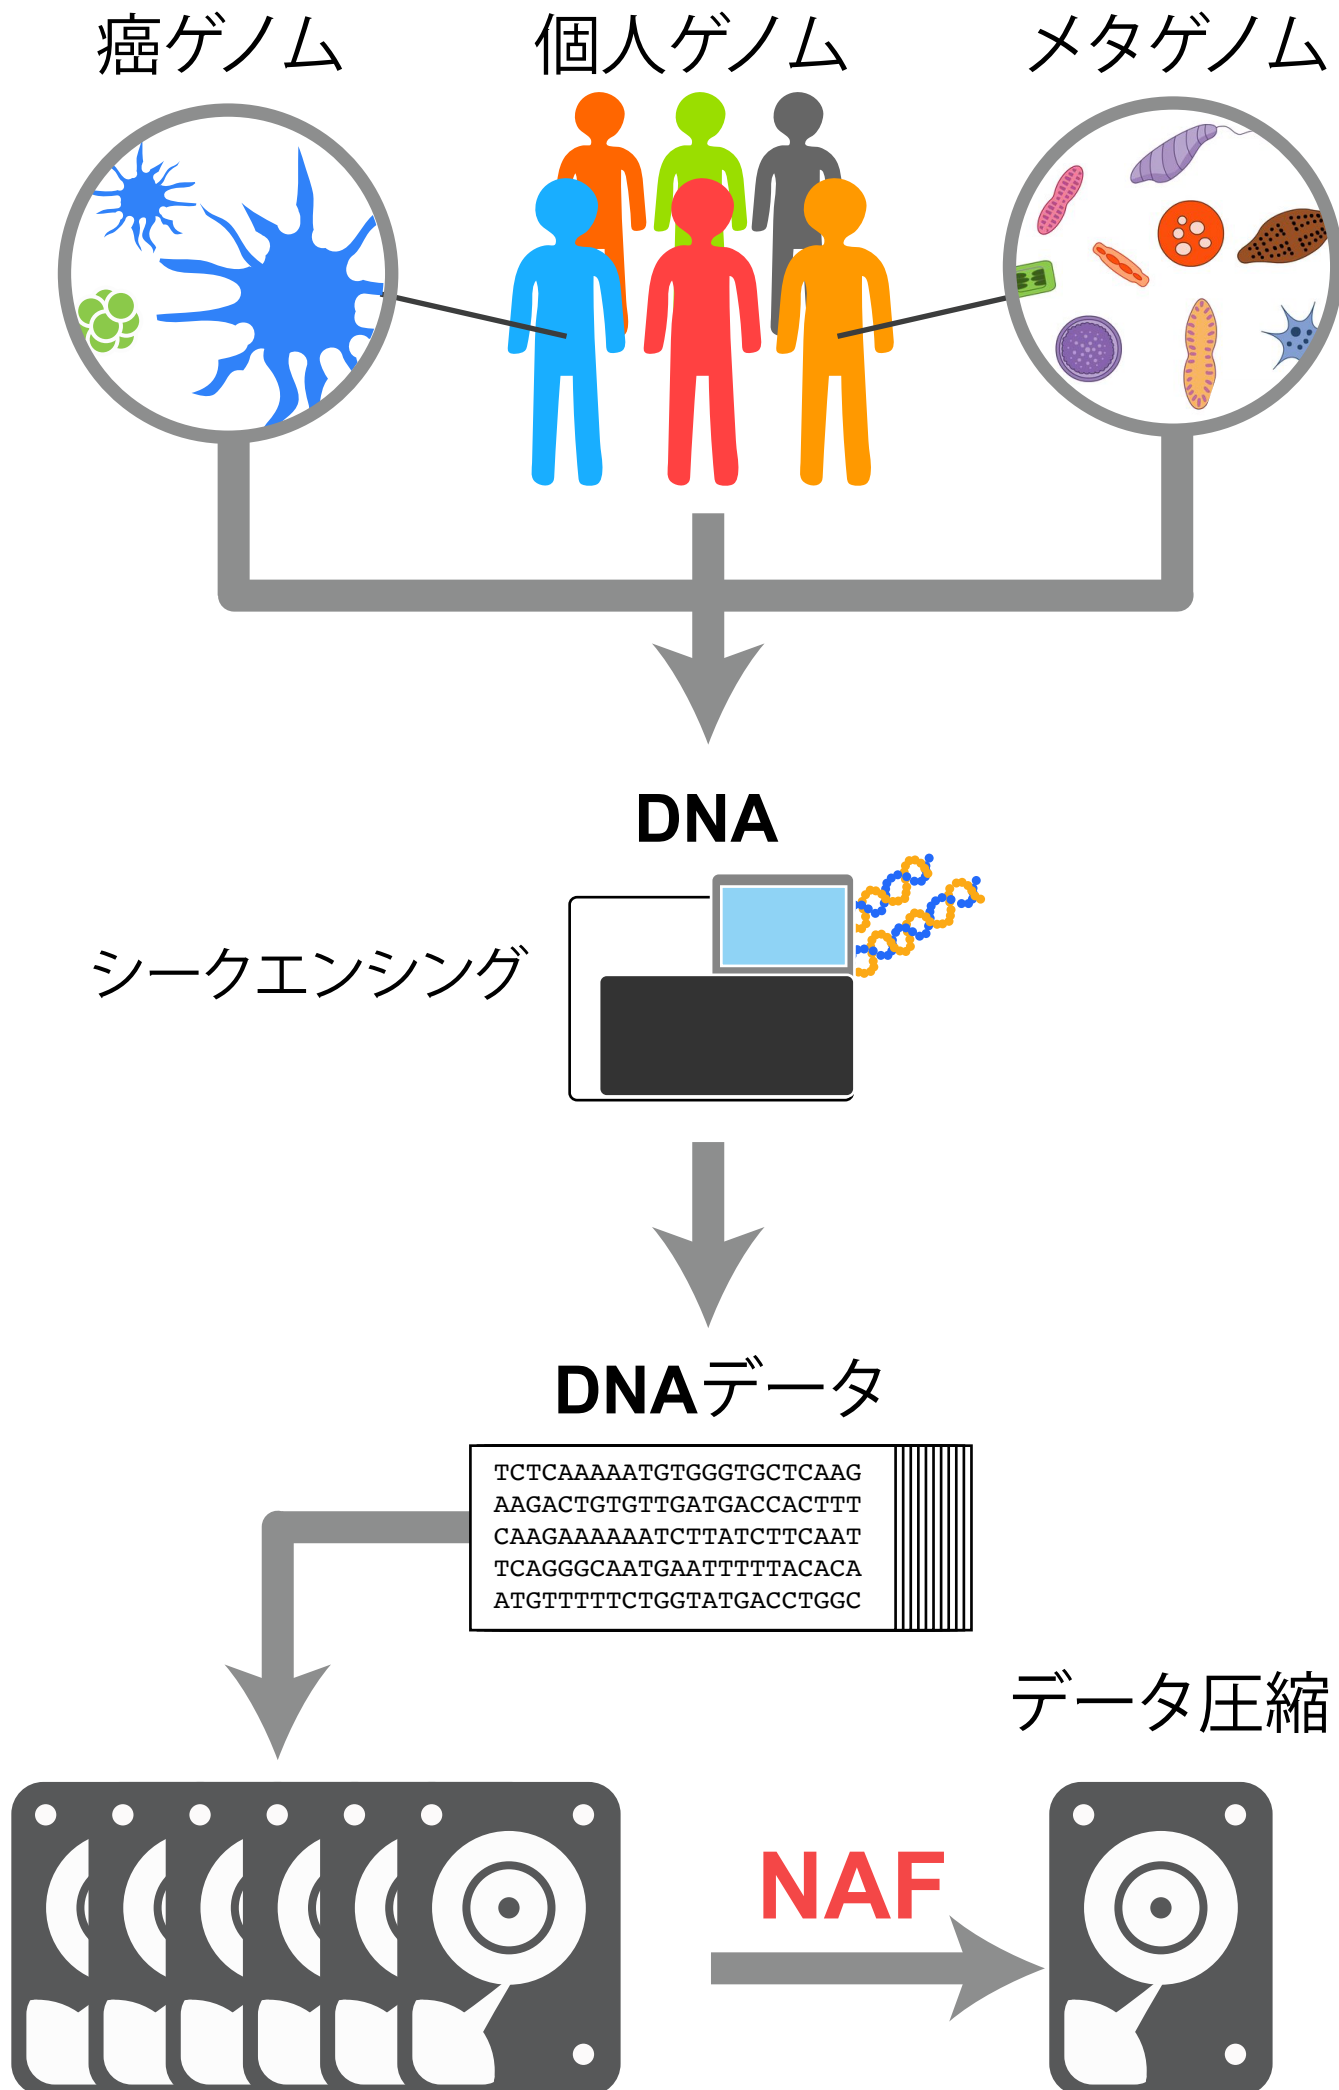 癌ゲノム
個人ゲノム
メタゲノム
DNA
シークエンシング
DNAデータ
TCTCAAAAATGTGGGTGCTCAAG
AAGACTGTGTTGATGACCACTTT
CAAGAAAAAATCTTATCTTCAAT
TCAGGGCAATGAATTTTTACACA
ATGTTTTTCTGGTATGACCTGGC
データ圧縮
NAF